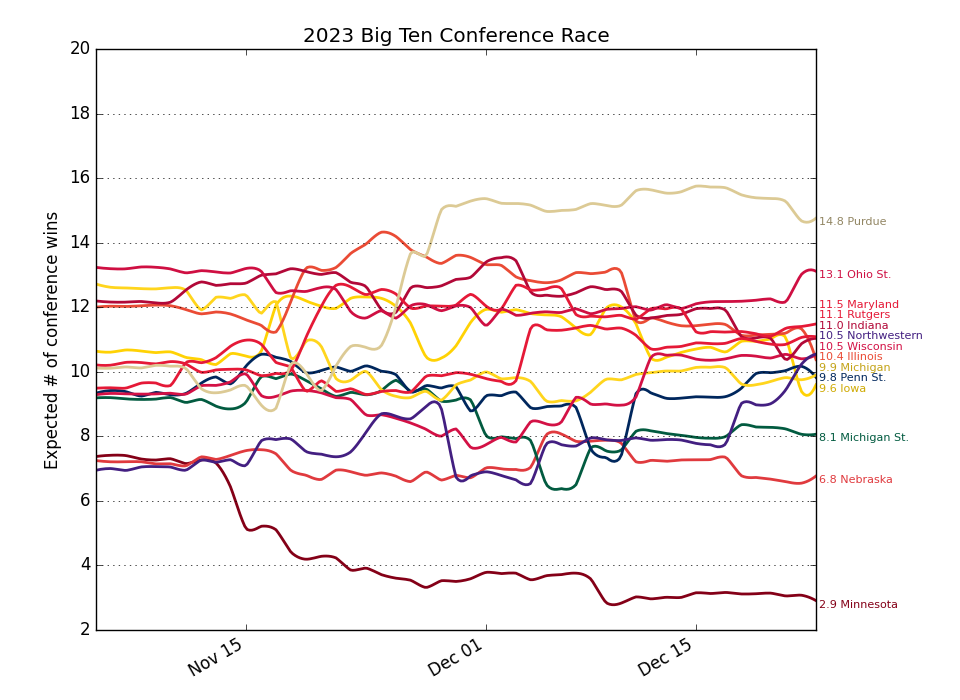 2023 Big Ten Conference Race
Expected # of conference wins
20
18
16
14
12
10
8
6
4
2
Nov 15
Dec 01
Dec 15
14.8 Purdue
13.1 Ohio St.
11.5 Maryland
11.1 Rutgers
11.0 Indiana
10.5 Northwestern
10.5 Wisconsin
10.4 Illinois
9.9 Michigan
9.8 Penn St.
9.6 Iowa
8.1 Michigan St.
6.8 Nebraska
2.9 Minnesota